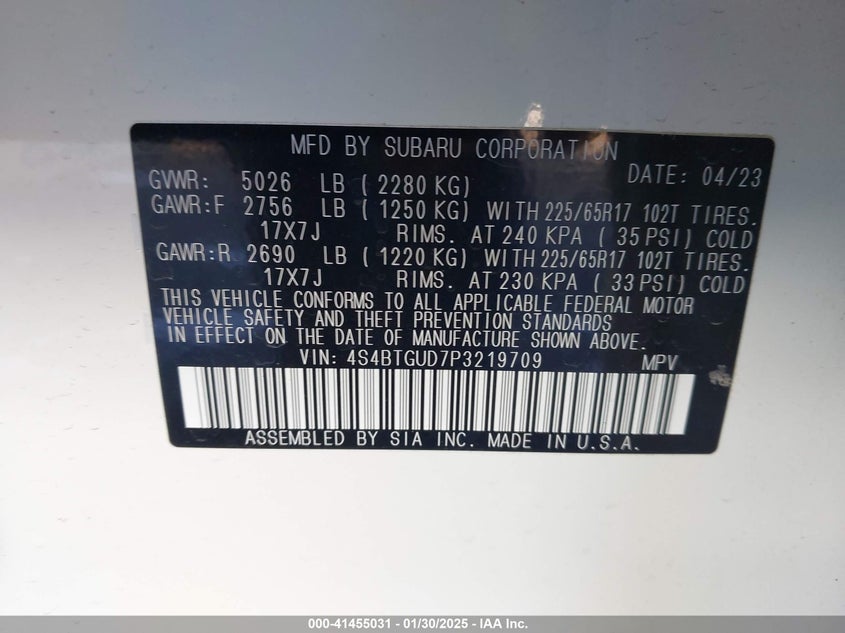 MFD BY SUBARU CORPORATION
DATE: 04/23
GVWR: 5026 LB ( 2280 KG)
GAWR:F 2756 LB ( 1250 KG) WITH 225/65R17 102T TIRES.
17X7J RIMS. AT 240 KPA ( 35 PSI) COLD
GAWR:R 2690 LB ( 1220 KG) WITH 225/65R17 102T TIRES.
17X7J RIMS. AT 230 KPA ( 33 PSI) COLD
THIS VEHICLE CONFORMS TO ALL APPLICABLE FEDERAL MOTOR
VEHICLE SAFETY AND THEFT PREVENTION STANDARDS
IN EFFECT ON THE DATE OF MANUFACTURE SHOWN ABOVE.
VIN: 4S4BTGUD7P3219709 MPV
ASSEMBLED BY SIA INC. MADE IN U.S.A.
000-41455031 - 01/30/2025 - IAA Inc.